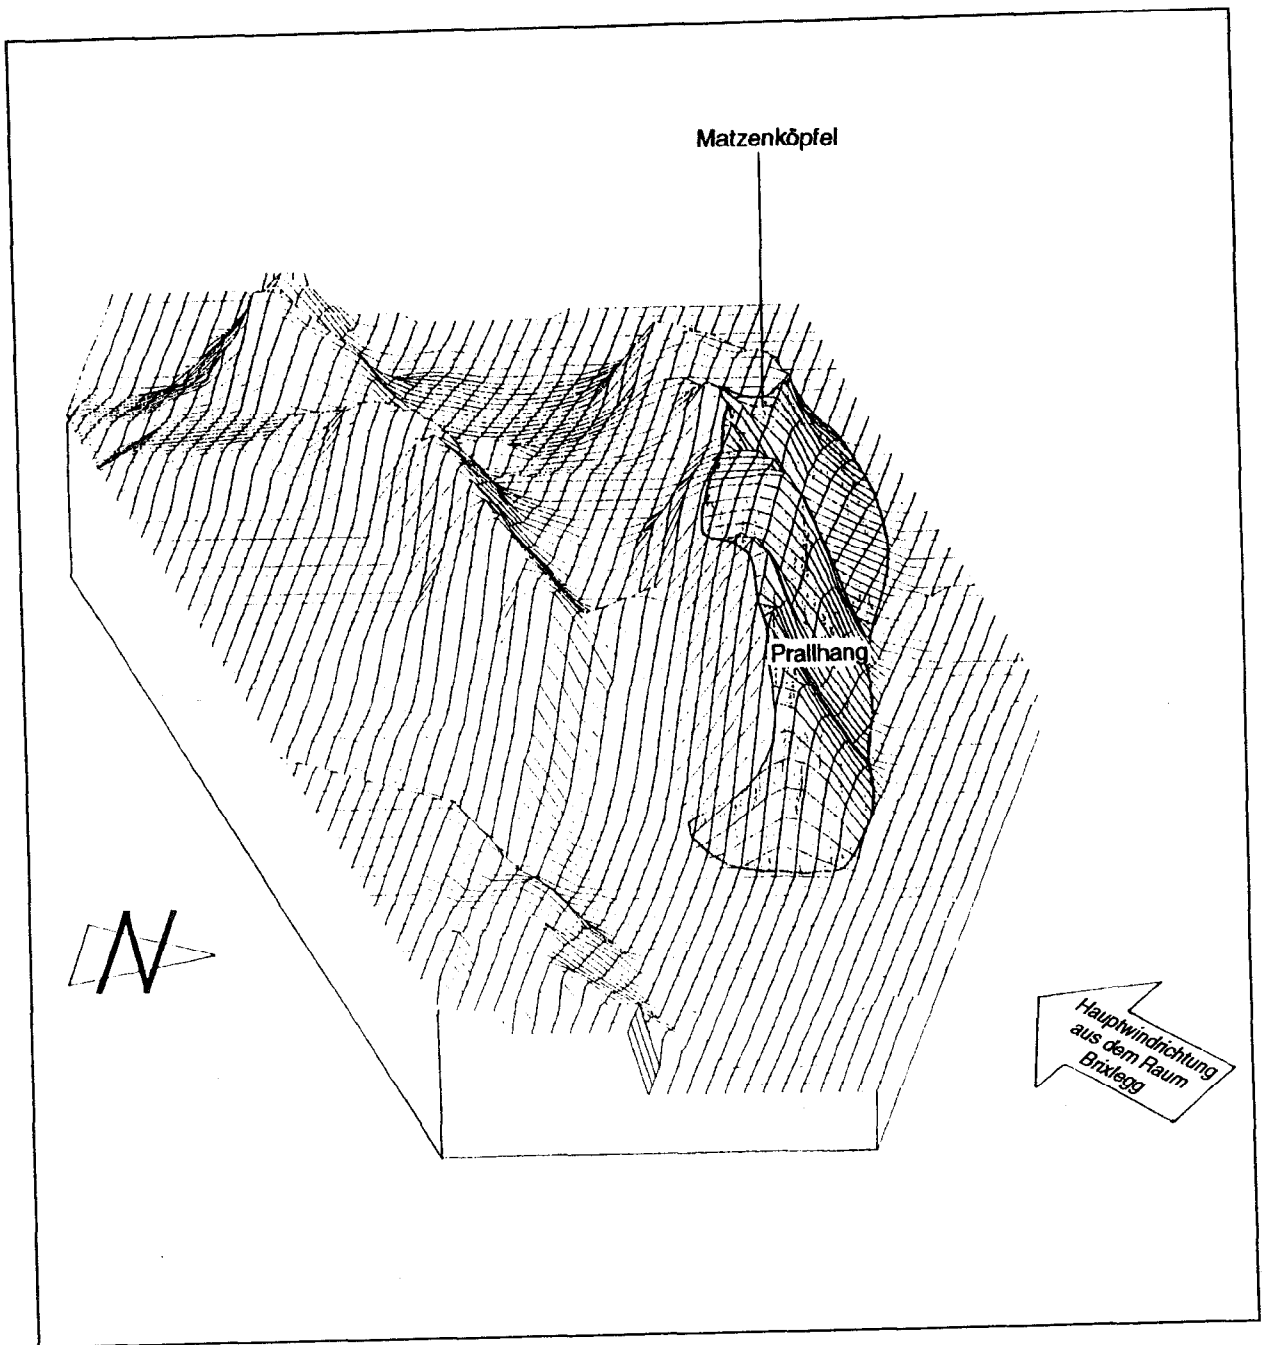 Matzenköpfel
Prallhang
N
Hauptwindrichtung
aus dem Raum
Brixlegg